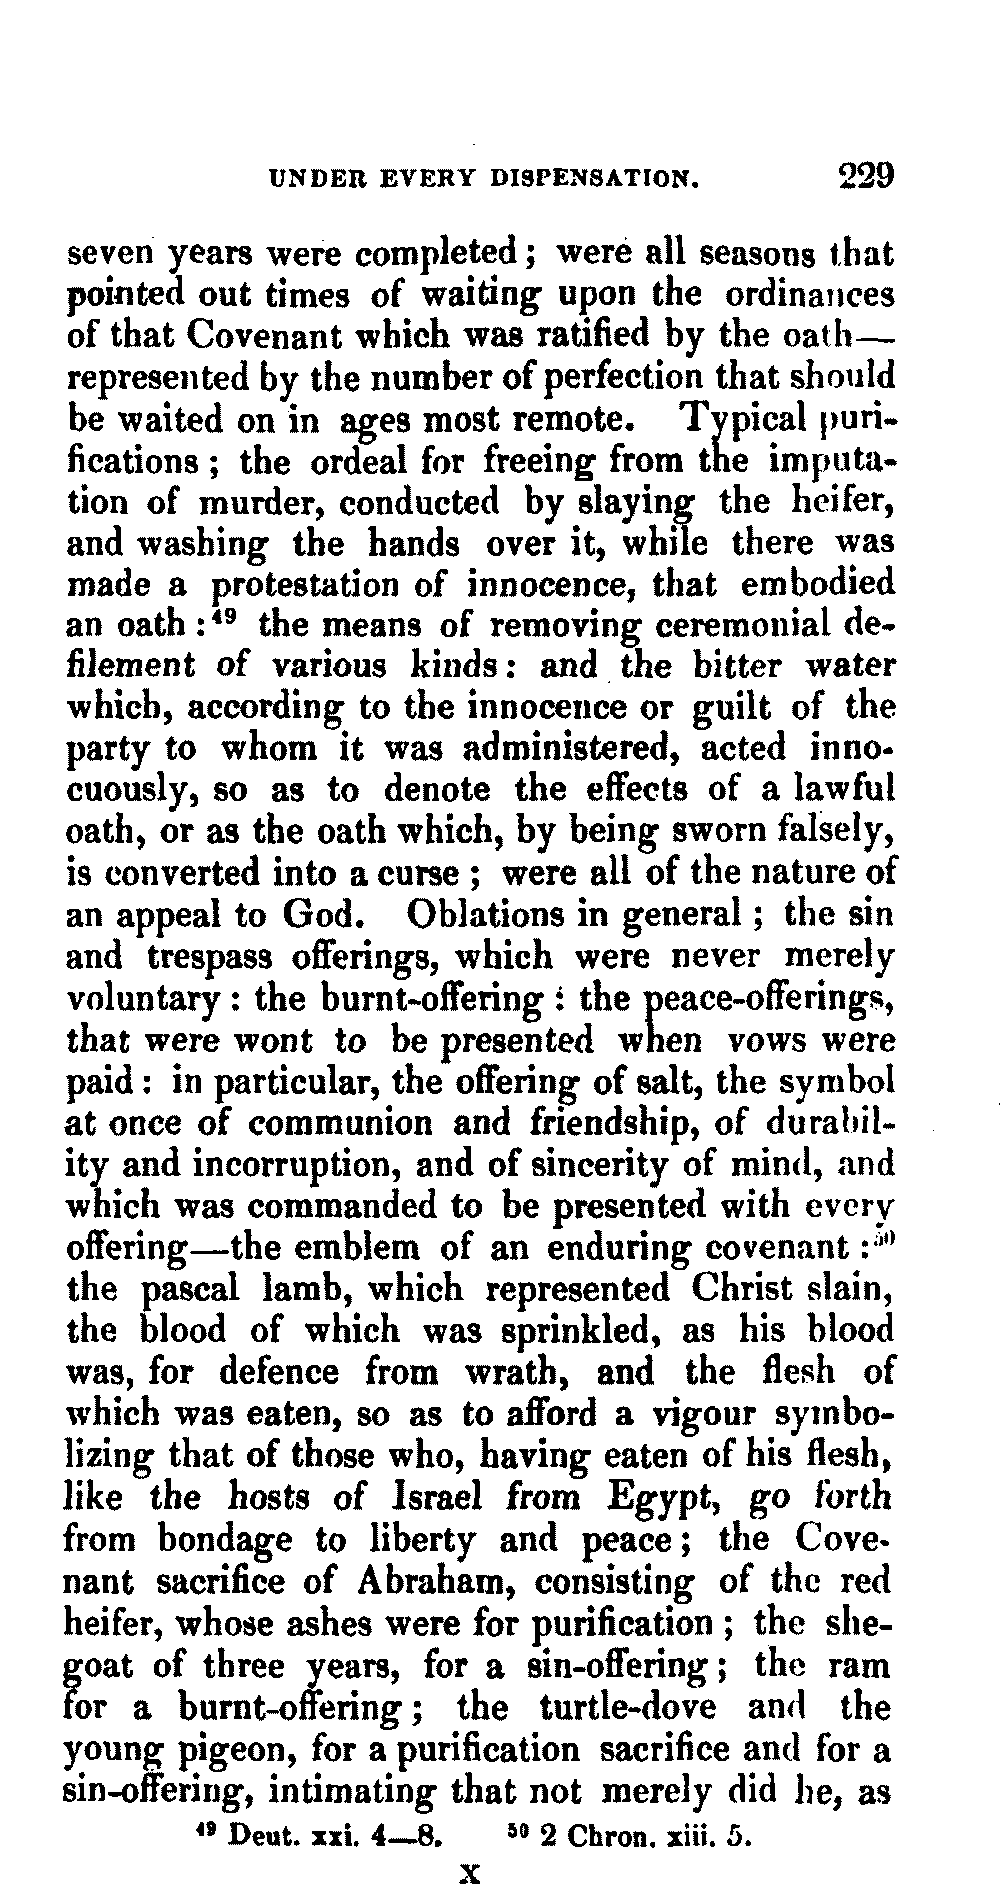 UNDER EVERY DISPENSATION. 229
seven years were completed; were all seasons that
pointed out times of waiting upon the ordinances
of that Covenant which was ratified by the oath—
represented by the number of perfection that should
be waited on in ages most remote. Typical puri-
fications; the ordeal for freeing from the imputa-
tion of murder, conducted by slaying the heifer,
and washing the hands over it, while there was
made a protestation of innocence, that embodied
an oath:⁴⁹ the means of removing ceremonial de-
filement of various kinds: and the bitter water
which, according to the innocence or guilt of the
party to whom it was administered, acted inno-
cuously, so as to denote the effects of a lawful
oath, or as the oath which, by being sworn falsely,
is converted into a curse; were all of the nature of
an appeal to God. Oblations in general; the sin
and trespass offerings, which were never merely
voluntary: the burnt-offering: the peace-offerings,
that were wont to be presented when vows were
paid: in particular, the offering of salt, the symbol
at once of communion and friendship, of durabil-
ity and incorruption, and of sincerity of mind, and
which was commanded to be presented with every
offering—the emblem of an enduring covenant:⁵⁰
the pascal lamb, which represented Christ slain,
the blood of which was sprinkled, as his blood
was, for defence from wrath, and the flesh of
which was eaten, so as to afford a vigour symbo-
lizing that of those who, having eaten of his flesh,
like the hosts of Israel from Egypt, go forth
from bondage to liberty and peace; the Cove-
nant sacrifice of Abraham, consisting of the red
heifer, whose ashes were for purification; the she-
goat of three years, for a sin-offering; the ram
for a burnt-offering; the turtle-dove and the
young pigeon, for a purification sacrifice and for a
sin-offering, intimating that not merely did he, as
⁴⁹ Deut. xxi. 4—8. ⁵⁰ 2 Chron. xiii. 5.
X